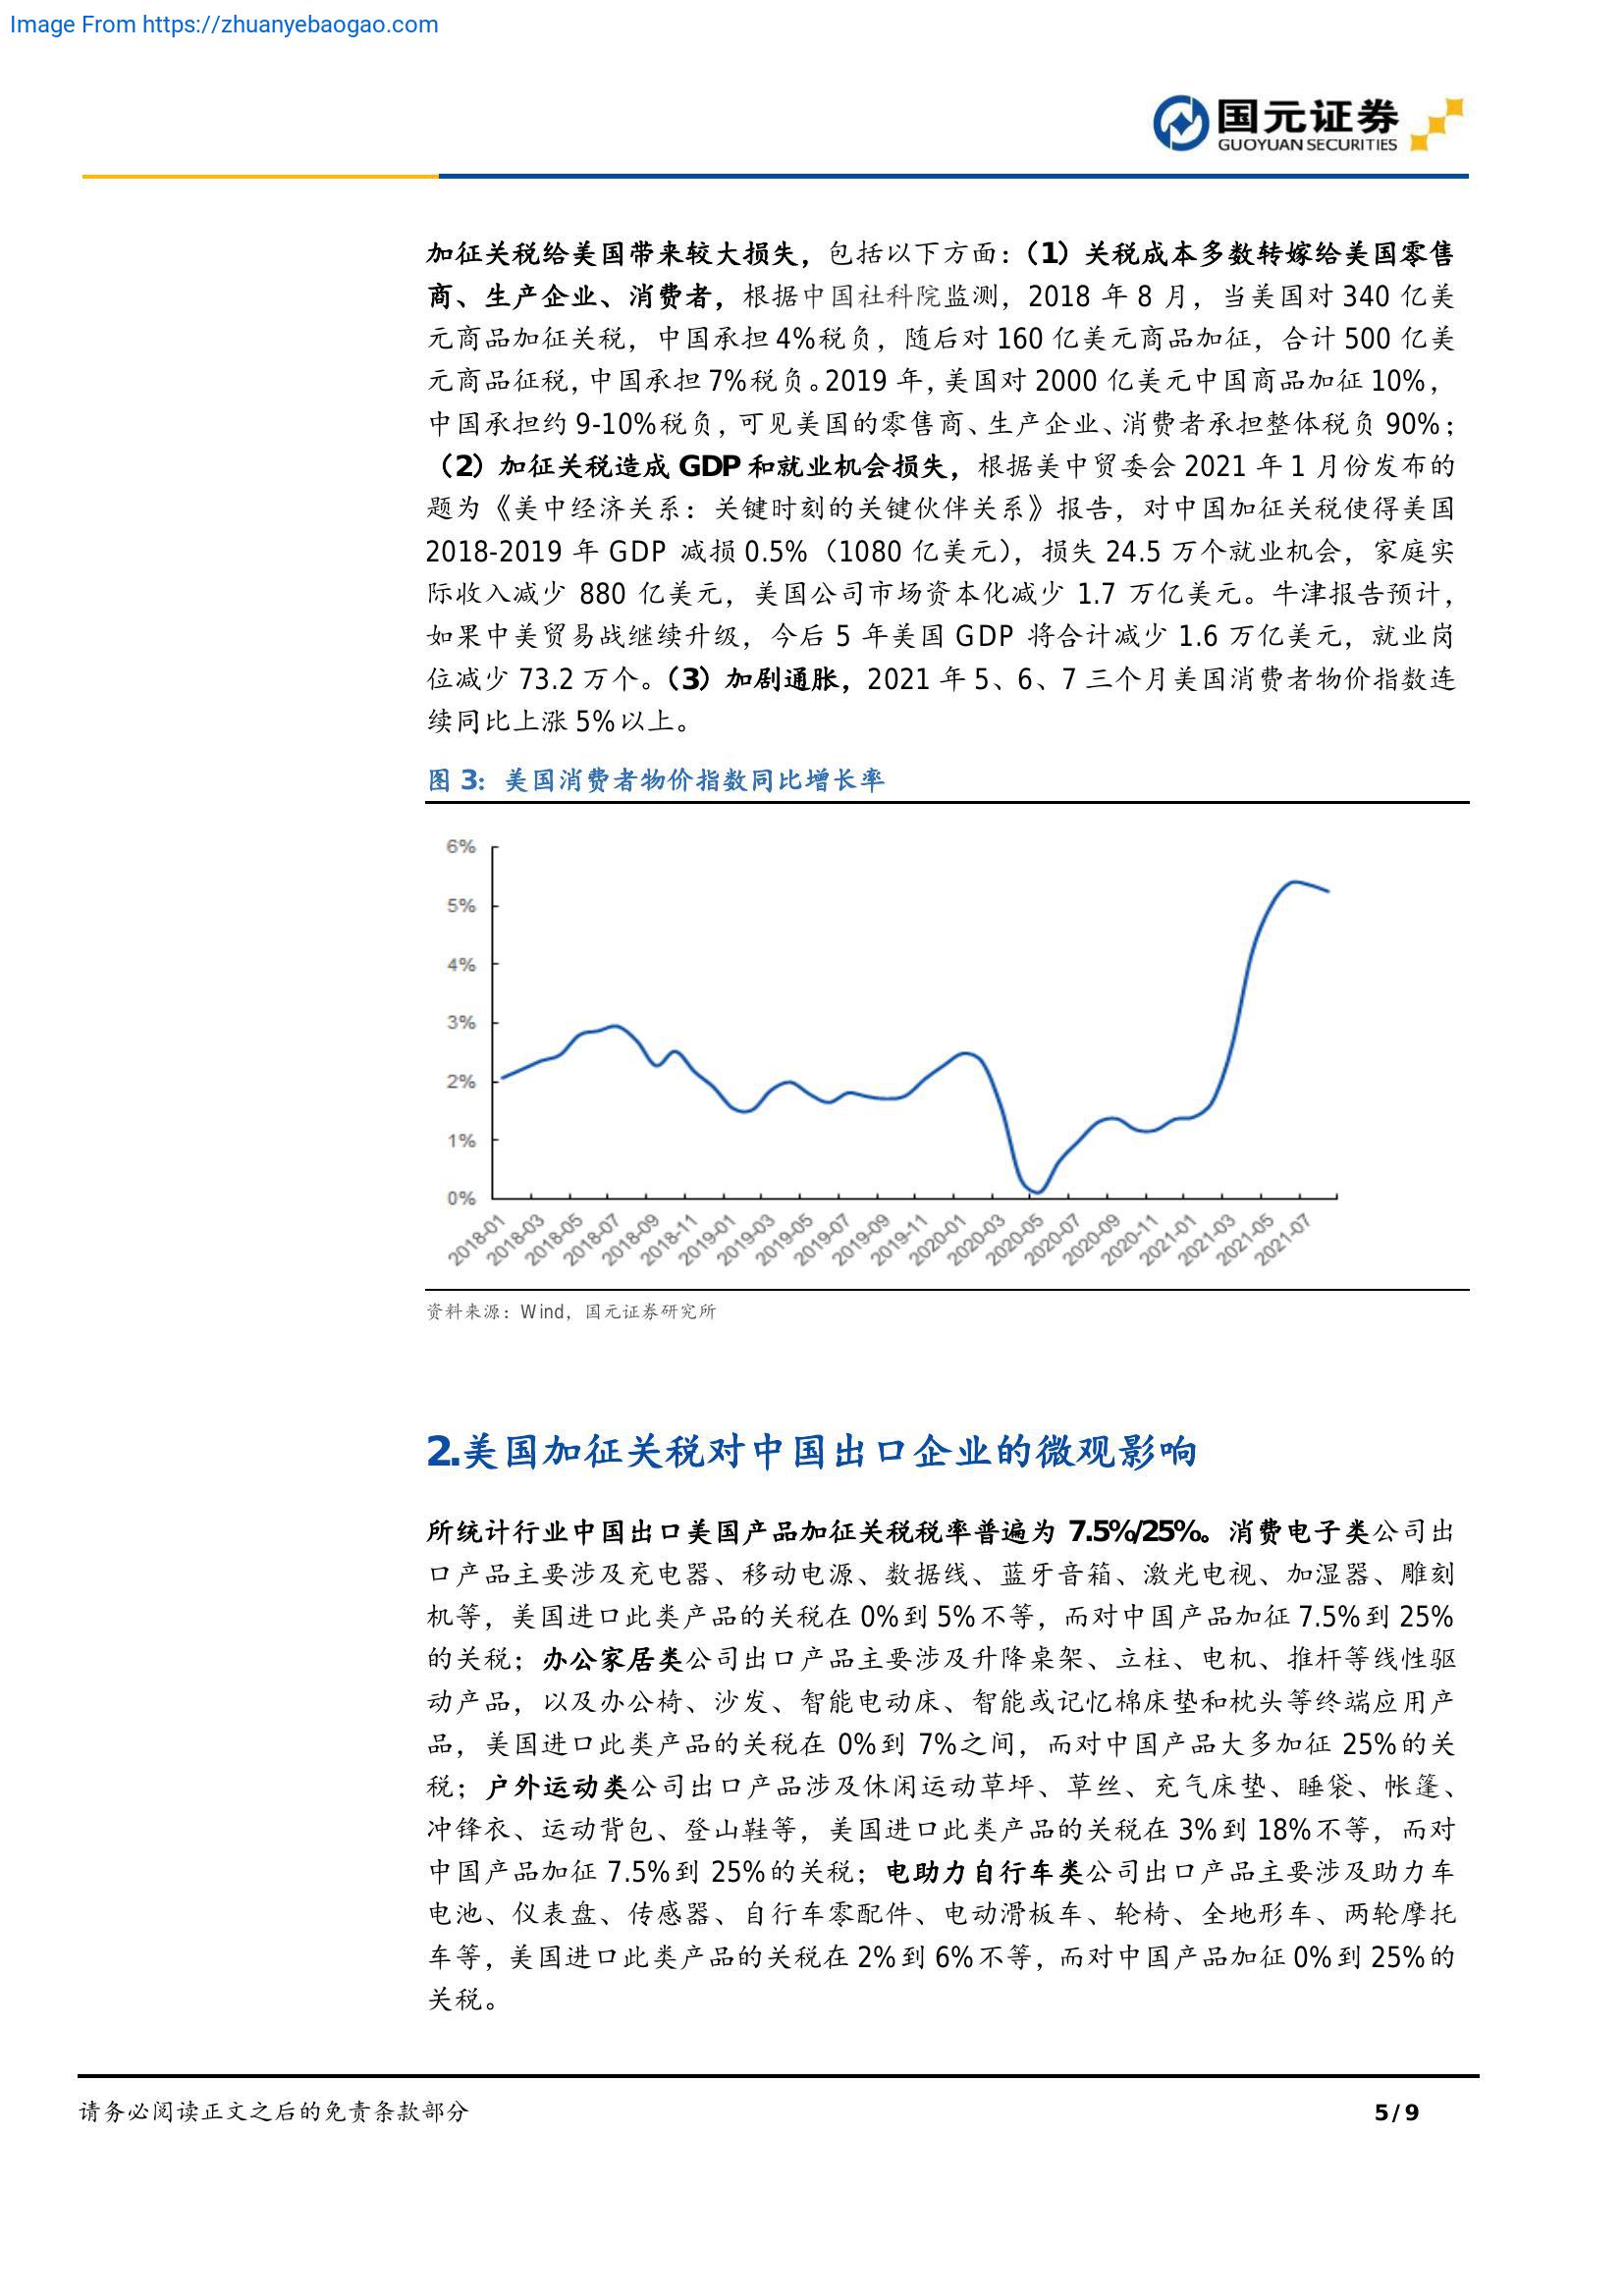 Image From https://zhuanyebaogao.com
国元证券
GUOYUAN SECURITIES
加征关税给美国带来较大损失，包括以下方面：（1）关税成本多数转嫁给美国零售
商、生产企业、消费者，根据中国社科院监测，2018 年 8 月，当美国对 340 亿美
元商品加征关税，中国承担 4%税负，随后对 160 亿美元商品加征，合计 500 亿美
元商品征税，中国承担 7%税负。2019 年，美国对 2000 亿美元中国商品加征 10%，
中国承担约 9-10%税负，可见美国的零售商、生产企业、消费者承担整体税负 90%；
（2）加征关税造成 GDP 和就业机会损失，根据美中贸委会 2021 年 1 月份发布的
题为《美中经济关系：关键时刻的关键伙伴关系》报告，对中国加征关税使得美国
2018-2019 年 GDP 减损 0.5%（1080 亿美元），损失 24.5 万个就业机会，家庭实
际收入减少 880 亿美元，美国公司市场资本化减少 1.7 万亿美元。牛津报告预计，
如果中美贸易战继续升级，今后 5 年美国 GDP 将合计减少 1.6 万亿美元，就业岗
位减少 73.2 万个。（3）加剧通胀，2021 年 5、6、7 三个月美国消费者物价指数连
续同比上涨 5%以上。
图 3：美国消费者物价指数同比增长率
6%
5%
4%
3%
2%
1%
0%
2018-01
2018-03
2018-05
2018-07
2018-09
2018-11
2019-01
2019-03
2019-05
2019-07
2019-09
2019-11
2020-01
2020-03
2020-05
2020-07
2020-09
2020-11
2021-01
2021-03
2021-05
2021-07
资料来源：Wind，国元证券研究所
2.美国加征关税对中国出口企业的微观影响
所统计行业中国出口美国产品加征关税税率普遍为 7.5%/25%。消费电子类公司出
口产品主要涉及充电器、移动电源、数据线、蓝牙音箱、激光电视、加湿器、雕刻
机等，美国进口此类产品的关税在 0%到 5%不等，而对中国产品加征 7.5%到 25%
的关税；办公家居类公司出口产品主要涉及升降桌架、立柱、电机、推杆等线性驱
动产品，以及办公椅、沙发、智能电动床、智能或记忆棉床垫和枕头等终端应用产
品，美国进口此类产品的关税在 0%到 7%之间，而对中国产品大多加征 25%的关
税；户外运动类公司出口产品涉及休闲运动草坪、草丝、充气床垫、睡袋、帐篷、
冲锋衣、运动背包、登山鞋等，美国进口此类产品的关税在 3%到 18%不等，而对
中国产品加征 7.5%到 25%的关税；电助力自行车类公司出口产品主要涉及助力车
电池、仪表盘、传感器、自行车零配件、电动滑板车、轮椅、全地形车、两轮摩托
车等，美国进口此类产品的关税在 2%到 6%不等，而对中国产品加征 0%到 25%的
关税。
请务必阅读正文之后的免责条款部分
5 / 9